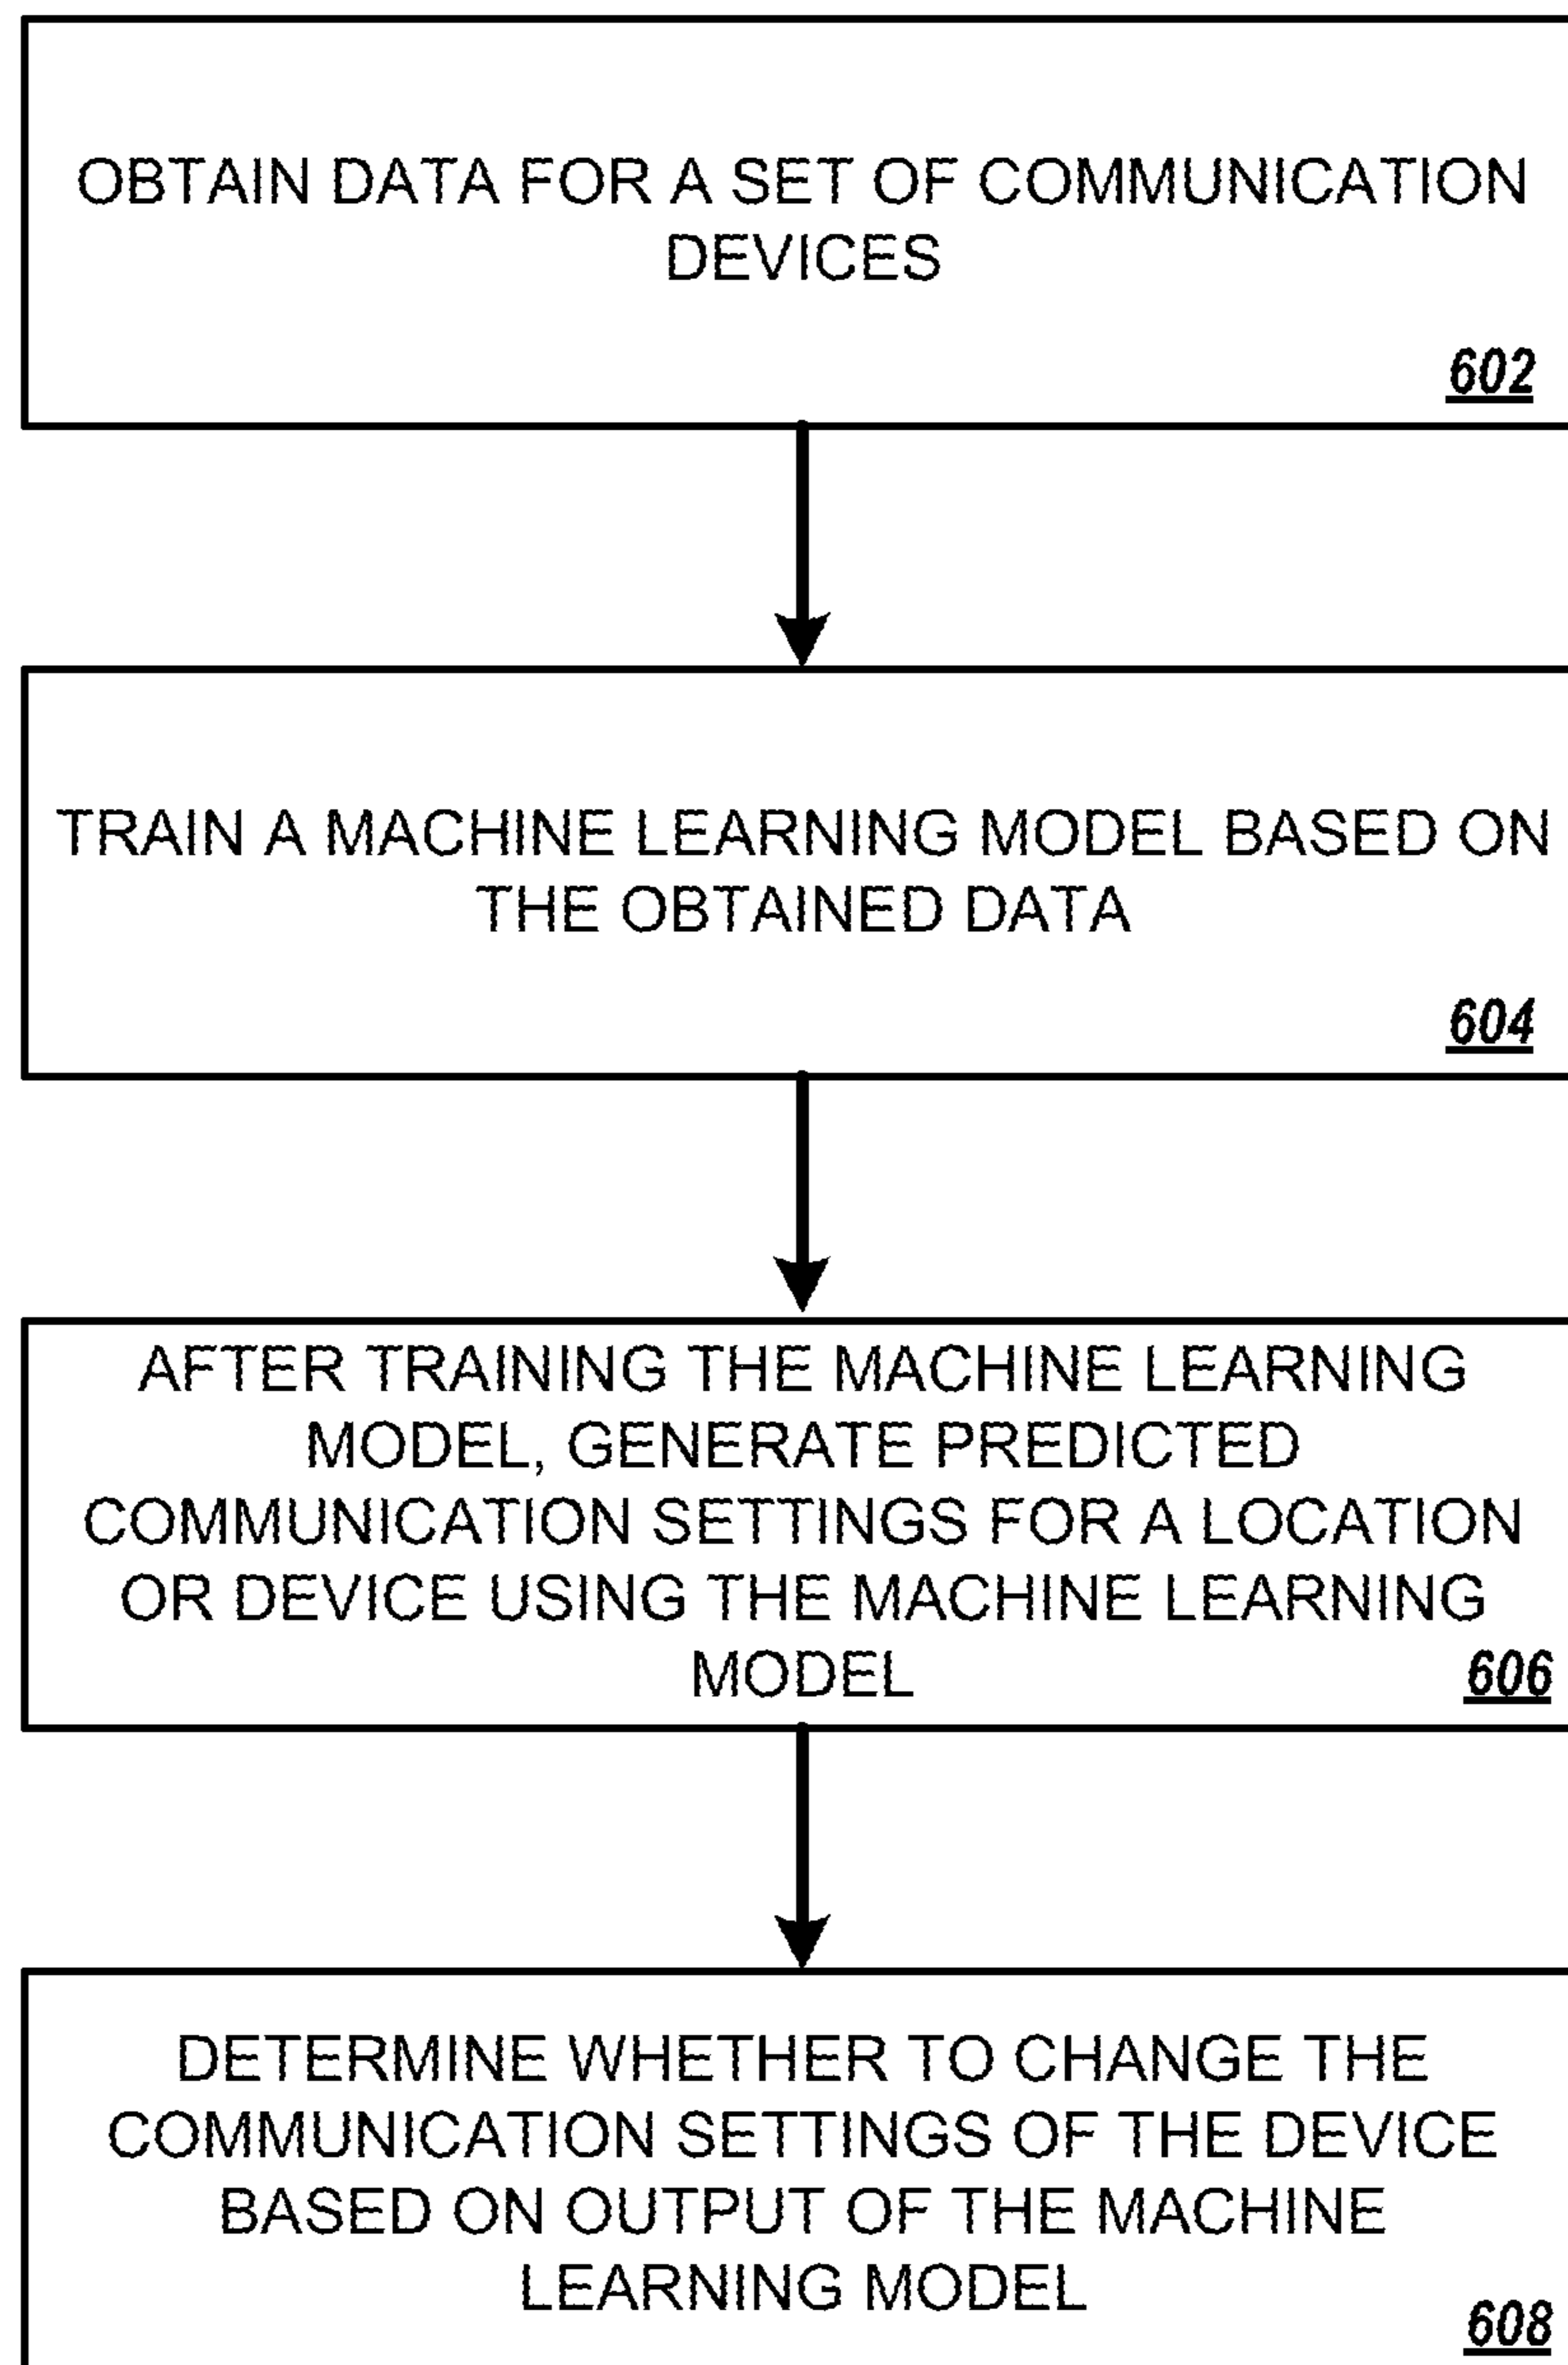 OBTAIN DATA FOR A SET OF COMMUNICATION
DEVICES
602
TRAIN A MACHINE LEARNING MODEL BASED ON
THE OBTAINED DATA
604
AFTER TRAINING THE MACHINE LEARNING
MODEL, GENERATE PREDICTED
COMMUNICATION SETTINGS FOR A LOCATION
OR DEVICE USING THE MACHINE LEARNING
MODEL
606
DETERMINE WHETHER TO CHANGE THE
COMMUNICATION SETTINGS OF THE DEVICE
BASED ON OUTPUT OF THE MACHINE
LEARNING MODEL
608